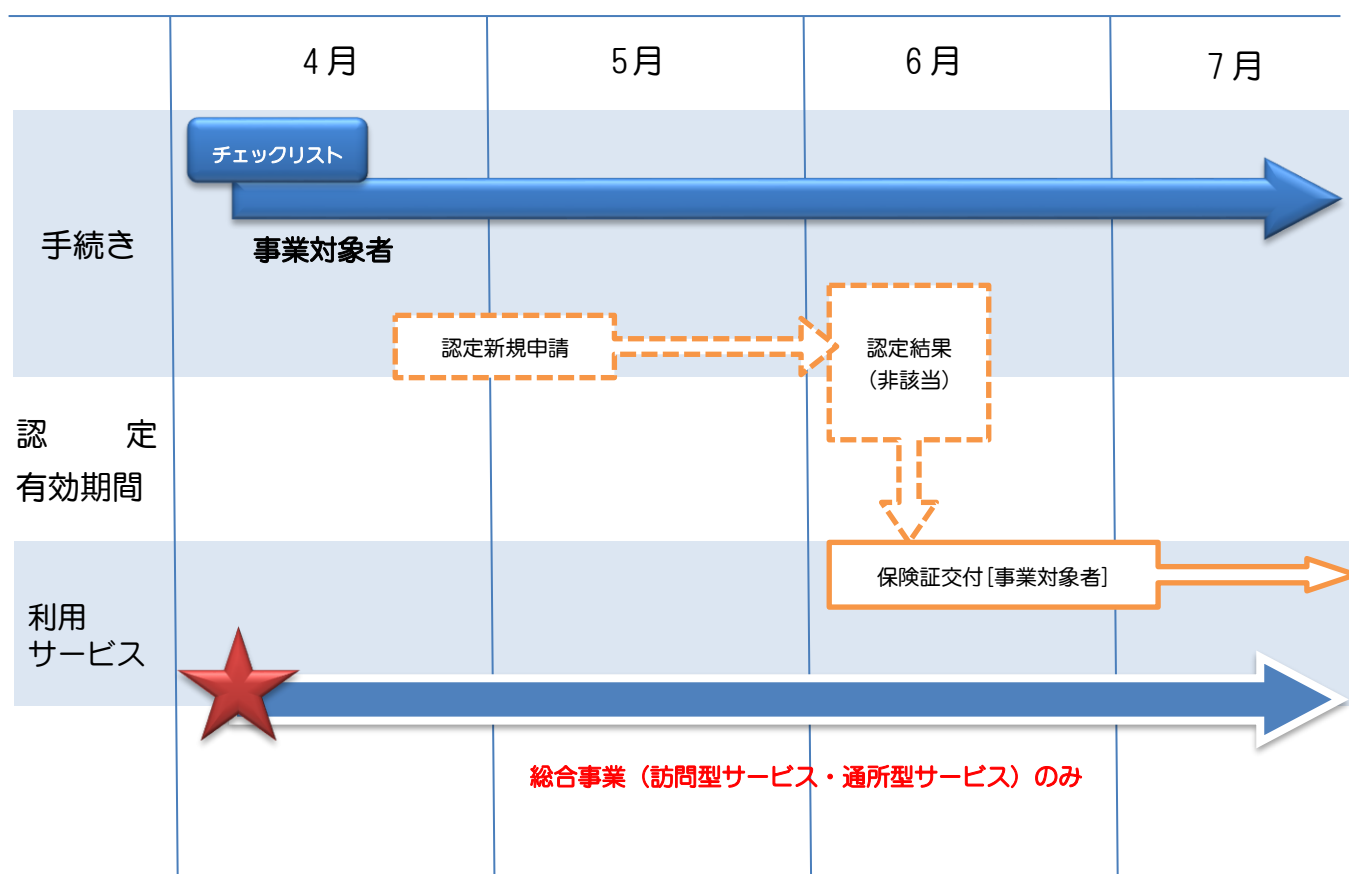 4月
5月
6月
7月
チェックリスト
手続き
事業対象者
認定新規申請
認定結果
(非該当)
認　定
有効期間
保険証交付[事業対象者]
利用
サービス
総合事業(訪問型サービス・通所型サービス)のみ